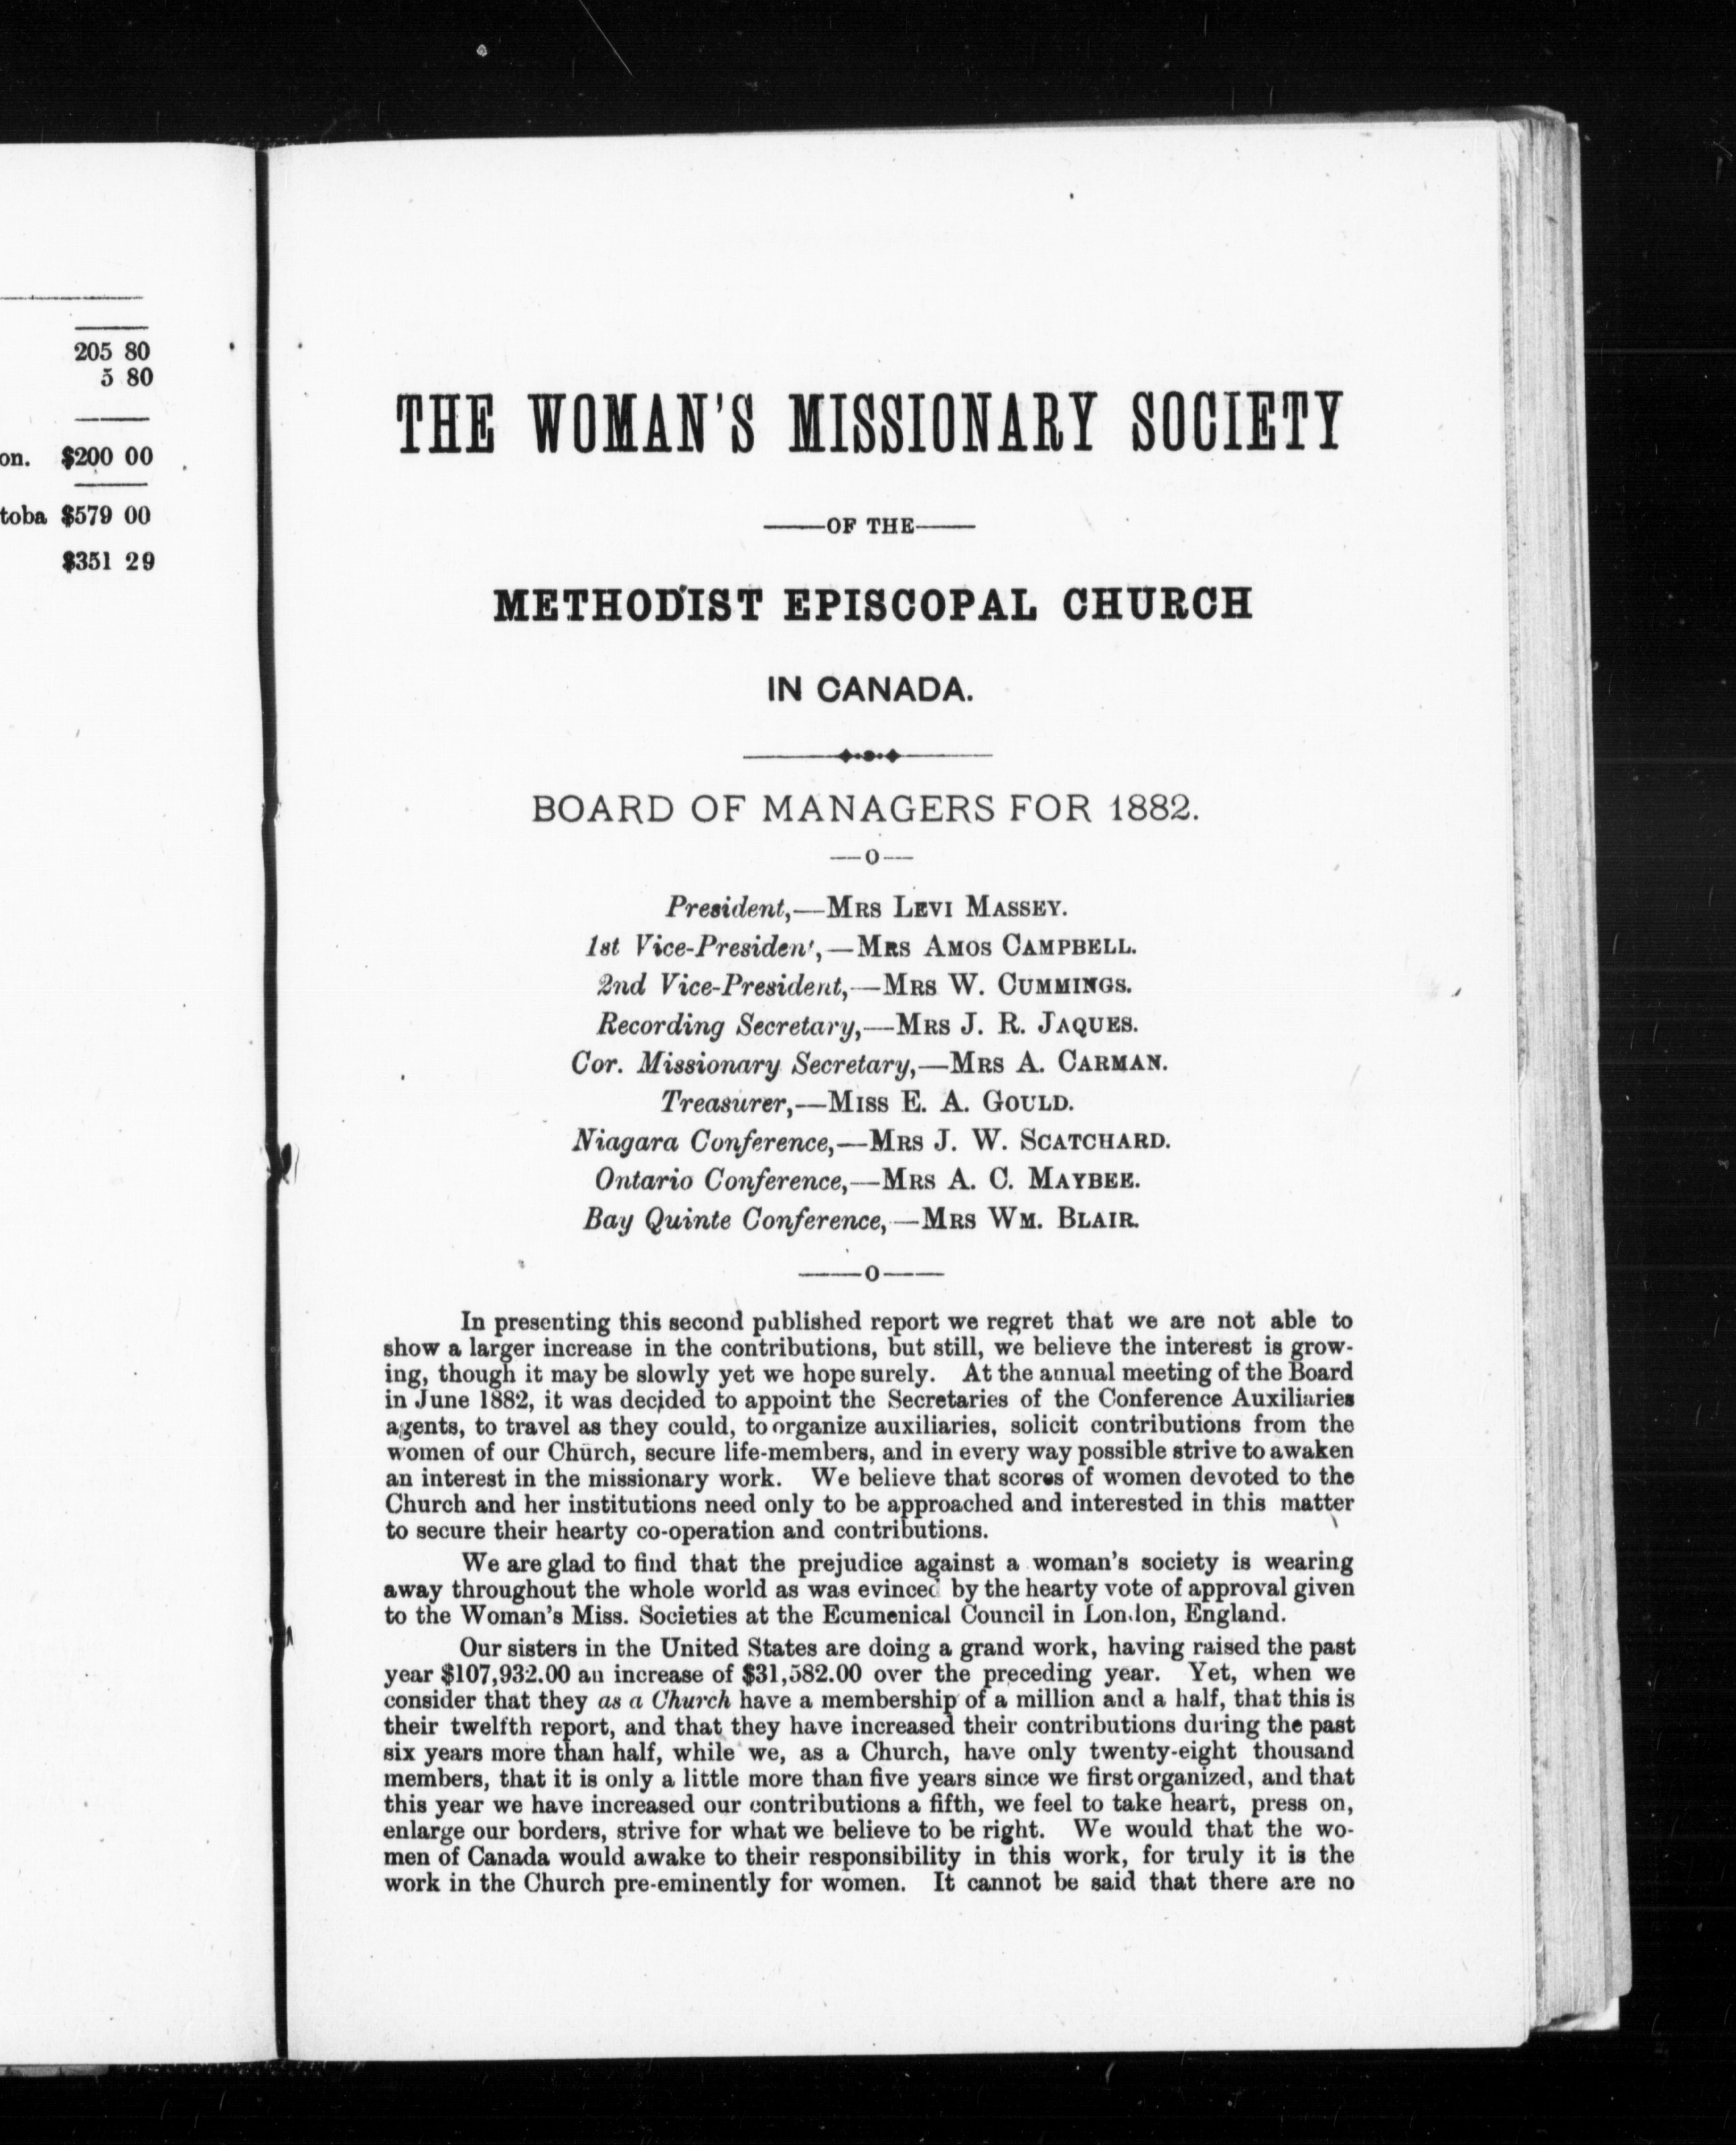 205 80
5 80
on. $200 00
toba $579 00
$351 29
THE WOMAN'S MISSIONARY SOCIETY
——OF THE——
METHODIST EPISCOPAL CHURCH
IN CANADA.
BOARD OF MANAGERS FOR 1882.
—o—
President,—MRS LEVI MASSEY.
1st Vice-President,—MRS AMOS CAMPBELL.
2nd Vice-President,—MRS W. CUMMINGS.
Recording Secretary,—MRS J. R. JAQUES.
Cor. Missionary Secretary,—MRS A. CARMAN.
Treasurer,—MISS E. A. GOULD.
Niagara Conference,—MRS J. W. SCATCHARD.
Ontario Conference,—MRS A. C. MAYBEE.
Bay Quinte Conference,—MRS WM. BLAIR.
——o——
In presenting this second published report we regret that we are not able to
show a larger increase in the contributions, but still, we believe the interest is grow-
ing, though it may be slowly yet we hope surely. At the annual meeting of the Board
in June 1882, it was decided to appoint the Secretaries of the Conference Auxiliaries
agents, to travel as they could, to organize auxiliaries, solicit contributions from the
women of our Church, secure life-members, and in every way possible strive to awaken
an interest in the missionary work. We believe that scores of women devoted to the
Church and her institutions need only to be approached and interested in this matter
to secure their hearty co-operation and contributions.
We are glad to find that the prejudice against a woman's society is wearing
away throughout the whole world as was evinced by the hearty vote of approval given
to the Woman's Miss. Societies at the Ecumenical Council in London, England.
Our sisters in the United States are doing a grand work, having raised the past
year $107,932.00 an increase of $31,582.00 over the preceding year. Yet, when we
consider that they as a Church have a membership of a million and a half, that this is
their twelfth report, and that they have increased their contributions during the past
six years more than half, while we, as a Church, have only twenty-eight thousand
members, that it is only a little more than five years since we first organized, and that
this year we have increased our contributions a fifth, we feel to take heart, press on,
enlarge our borders, strive for what we believe to be right. We would that the wo-
men of Canada would awake to their responsibility in this work, for truly it is the
work in the Church pre-eminently for women. It cannot be said that there are no